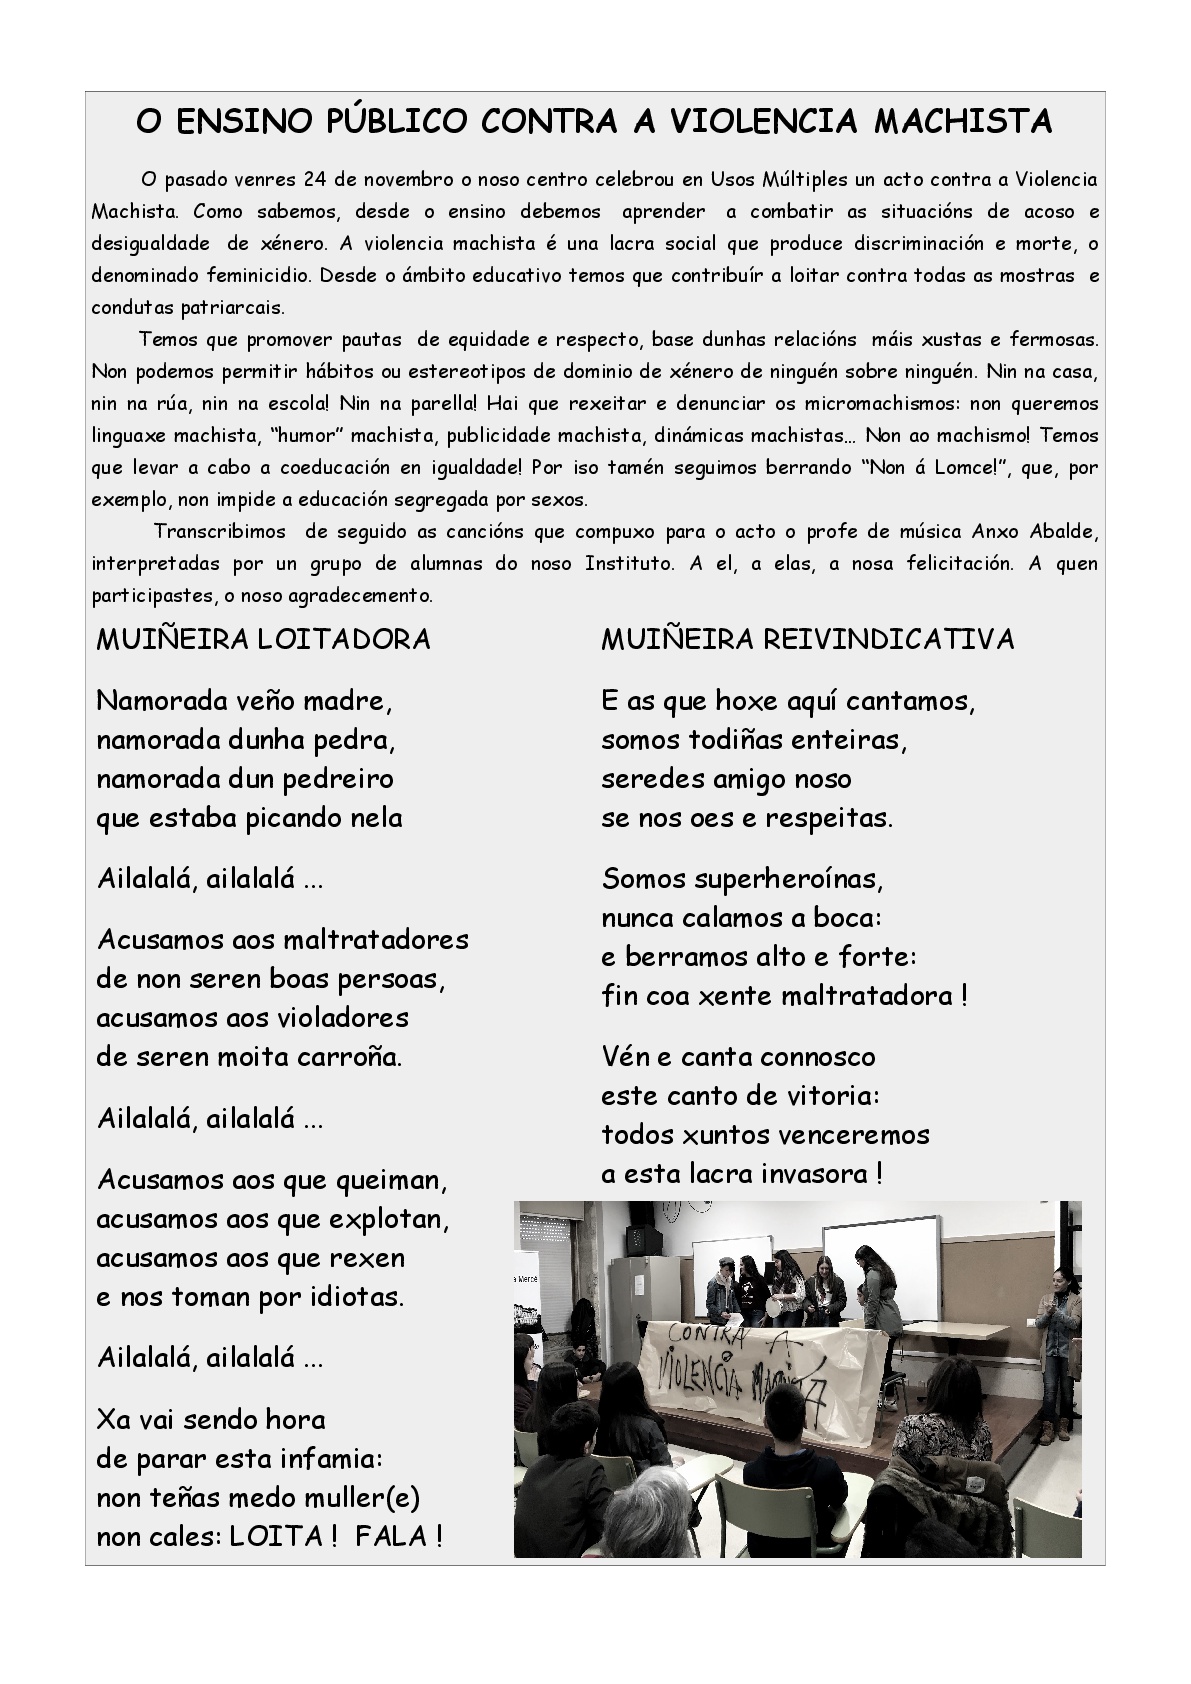 O ENSINO PÚBLICO CONTRA A VIOLENCIA MACHISTA
O pasado venres 24 de novembro o noso centro celebrou en Usos Múltiples un acto contra a Violencia
Machista. Como sabemos, desde o ensino debemos aprender a combatir as situacións de acoso e
desigualdade de xénero. A violencia machista é una lacra social que produce discriminación e morte, o
denominado feminicidio. Desde o ámbito educativo temos que contribuír a loitar contra todas as mostras e
condutas patriarcais.
Temos que promover pautas de equidade e respecto, base dunhas relacións máis xustas e fermosas.
Non podemos permitir hábitos ou estereotipos de dominio de xénero de ninguén sobre ninguén. Nin na casa,
nin na rúa, nin na escola! Nin na parella! Hai que rexeitar e denunciar os micromachismos: non queremos
linguaxe machista, “humor” machista, publicidade machista, dinámicas machistas… Non ao machismo! Temos
que levar a cabo a coeducación en igualdade! Por iso tamén seguimos berrando “Non á Lomce!”, que, por
exemplo, non impide a educación segregada por sexos.
Transcribimos de seguido as cancións que compuxo para o acto o profe de música Anxo Abalde,
interpretadas por un grupo de alumnas do noso Instituto. A el, a elas, a nosa felicitación. A quen
participastes, o noso agradecemento.
MUIÑEIRA LOITADORA
Namorada veño madre,
namorada dunha pedra,
namorada dun pedreiro
que estaba picando nela
Ailalalá, ailalalá ...
Acusamos aos maltratadores
de non seren boas persoas,
acusamos aos violadores
de seren moita carroña.
Ailalalá, ailalalá ...
Acusamos aos que queiman,
acusamos aos que explotan,
acusamos aos que rexen
e nos toman por idiotas.
Ailalalá, ailalalá ...
Xa vai sendo hora
de parar esta infamia:
non teñas medo muller(e)
non cales: LOITA ! FALA !
MUIÑEIRA REIVINDICATIVA
E as que hoxe aquí cantamos,
somos todiñas enteiras,
seredes amigo noso
se nos oes e respeitas.
Somos superheroínas,
nunca calamos a boca:
e berramos alto e forte:
fin coa xente maltratadora !
Vén e canta connosco
este canto de vitoria:
todos xuntos venceremos
a esta lacra invasora !
a Mercé
CONTRA A
VIOLENCIA MACHISTA